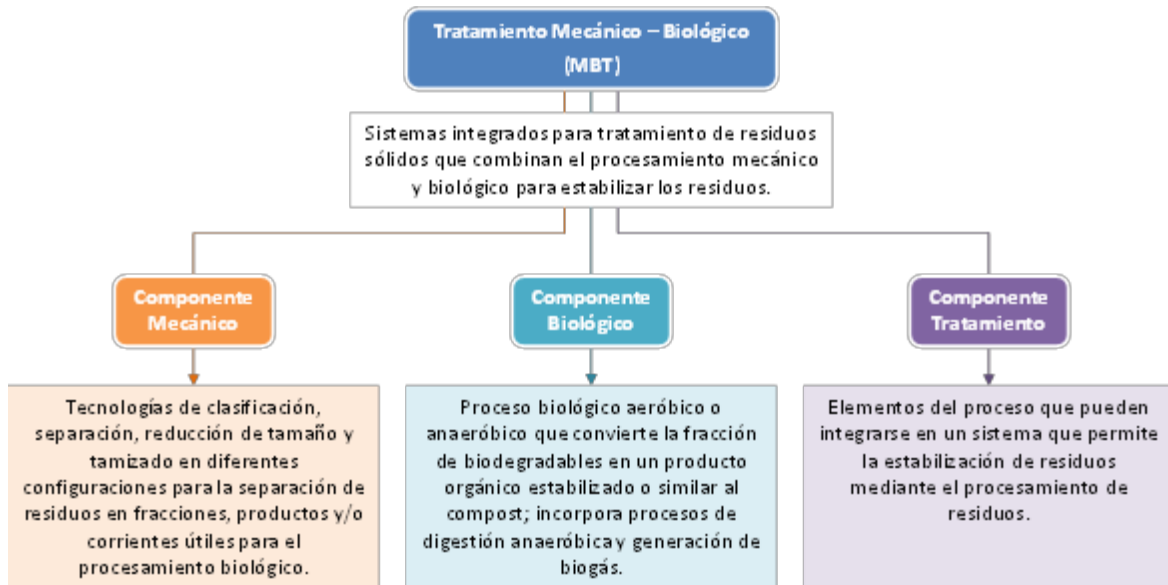 Tratamiento Mecánico – Biológico
(MBT)
Sistemas integrados para tratamiento de residuos
sólidos que combinan el procesamiento mecánico
y biológico para estabilizar los residuos.
Componente
Mecánico
Componente
Biológico
Componente
Tratamiento
Tecnologías de clasificación,
separación, reducción de tamaño y
tamizado en diferentes
configuraciones para la separación de
residuos en fracciones, productos y/o
corrientes útiles para el
procesamiento biológico.
Proceso biológico aeróbico o
anaeróbico que convierte la fracción
de biodegradables en un producto
orgánico estabilizado o similar al
compost; incorpora procesos de
digestión anaeróbica y generación de
biogás.
Elementos del proceso que pueden
integrarse en un sistema que permite
la estabilización de residuos
mediante el procesamiento de
residuos.